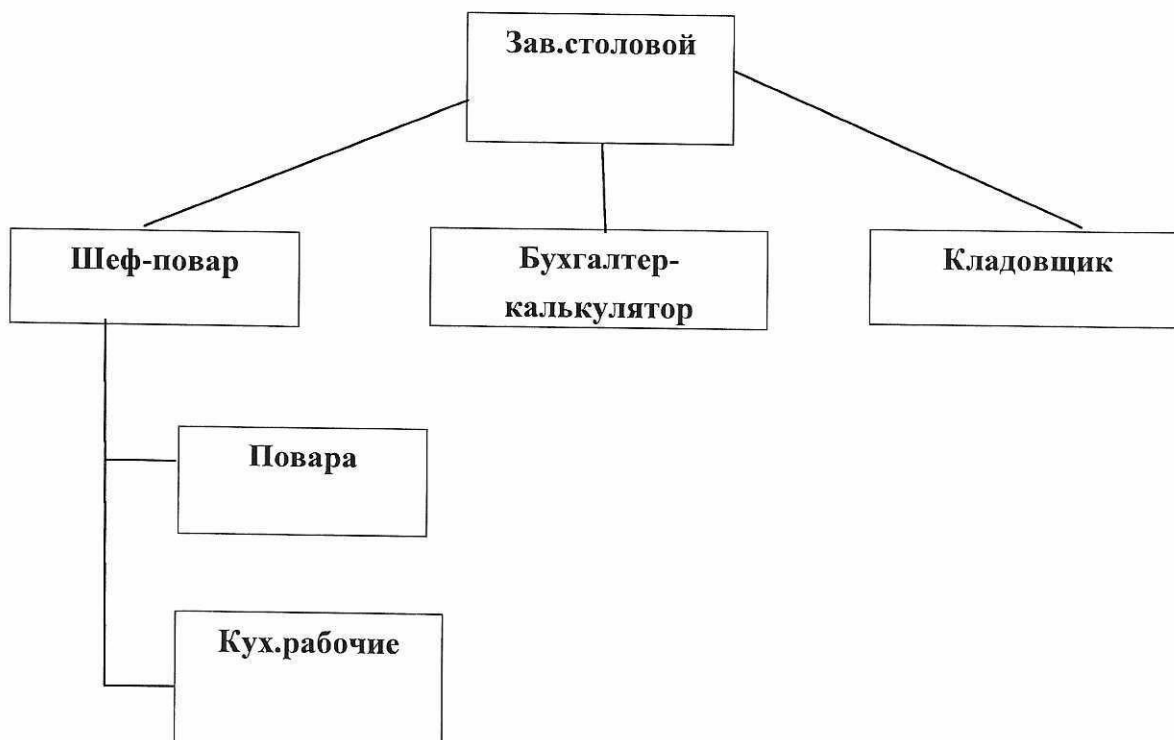 Зав.столовой
Шеф-повар
Бухгалтер-
калькулятор
Кладовщик
Повара
Кух.рабочие